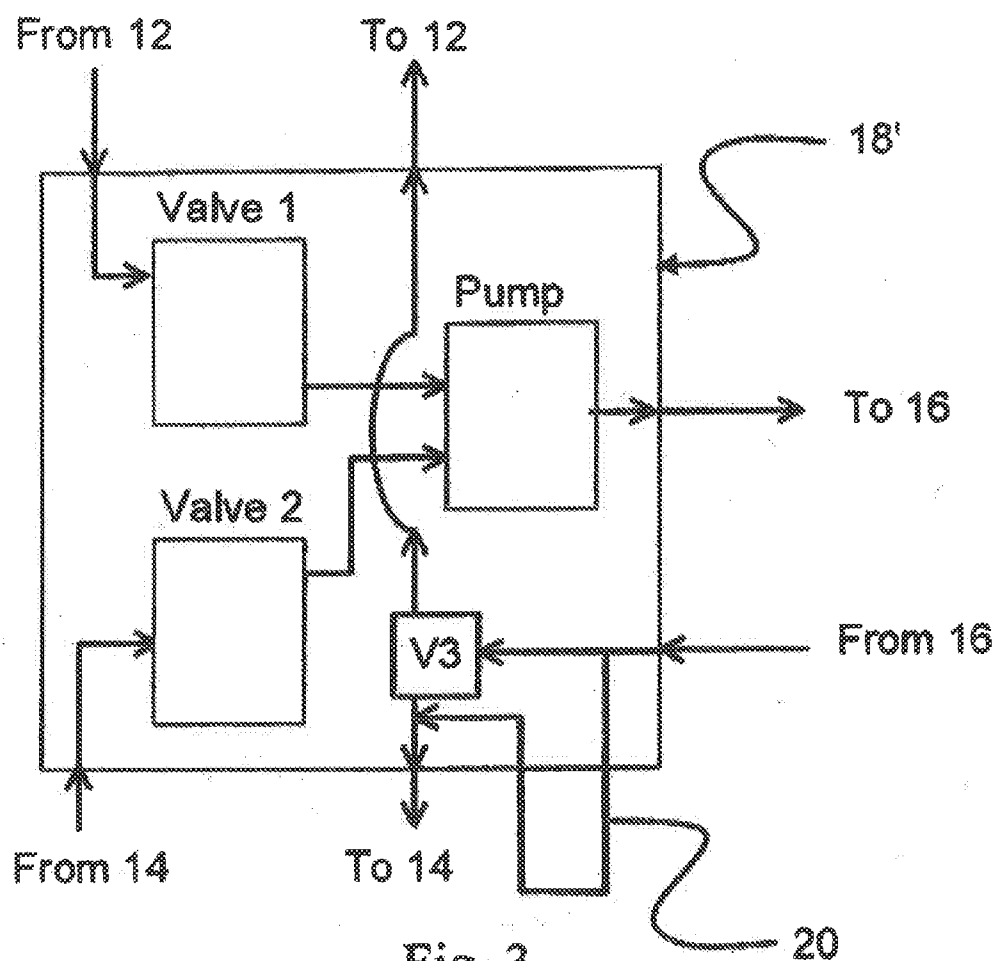 From 12
To 12
18'
Valve 1
Pump
To 16
Valve 2
V3
From 16
From 14
To 14
20